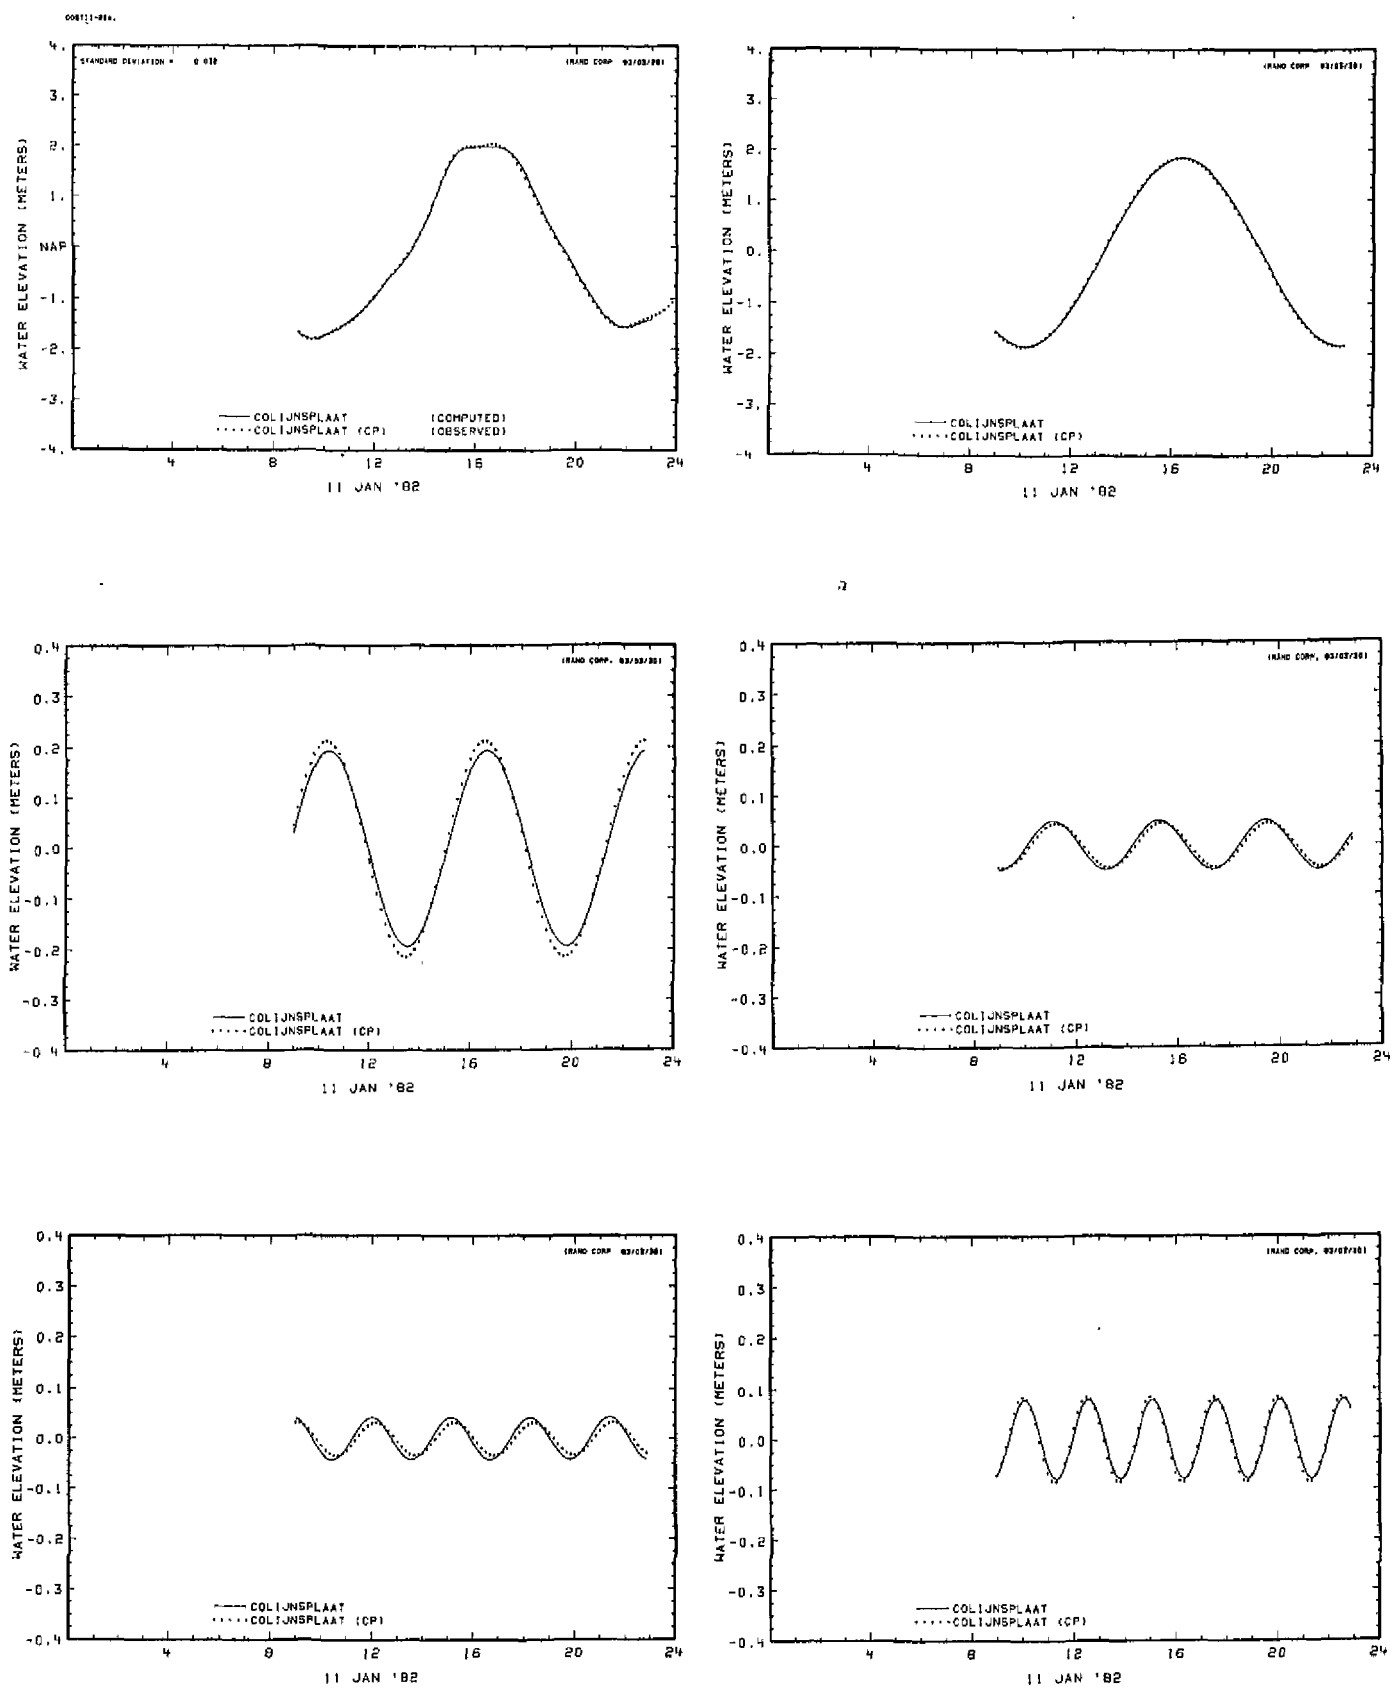 4.
STANDARD DEVIATION =
3.
2.
1.
NAP
-1.
-2.
-3.
-4.
WATER ELEVATION (METERS)
COLIJNSPLAAT (COMPUTED)
COLIJNSPLAAT (CP) (OBSERVED)
4 8 12 16 20 24
11 JAN '82
4.
3.
2.
1.
0.
-1.
-2.
-3.
-4
WATER ELEVATION (METERS)
COLIJNSPLAAT
COLIJNSPLAAT (CP)
4 8 12 16 20 24
11 JAN '82
0.4
0.3
0.2
0.1
0.0
-0.1
-0.2
-0.3
-0.4
WATER ELEVATION (METERS)
COLIJNSPLAAT
COLIJNSPLAAT (CP)
4 8 12 16 20 24
11 JAN '82
0.4
0.3
0.2
0.1
0.0
-0.1
-0.2
-0.3
-0.4
WATER ELEVATION (METERS)
COLIJNSPLAAT
COLIJNSPLAAT (CP)
4 8 12 16 20 24
11 JAN '82
0.4
0.3
0.2
0.1
0.0
-0.1
-0.2
-0.3
-0.4
WATER ELEVATION (METERS)
COLIJNSPLAAT
COLIJNSPLAAT (CP)
4 8 12 16 20 24
11 JAN '82
0.4
0.3
0.2
0.1
0.0
-0.1
-0.2
-0.3
-0.4
WATER ELEVATION (METERS)
COLIJNSPLAAT
COLIJNSPLAAT (CP)
4 8 12 16 20 24
11 JAN '82